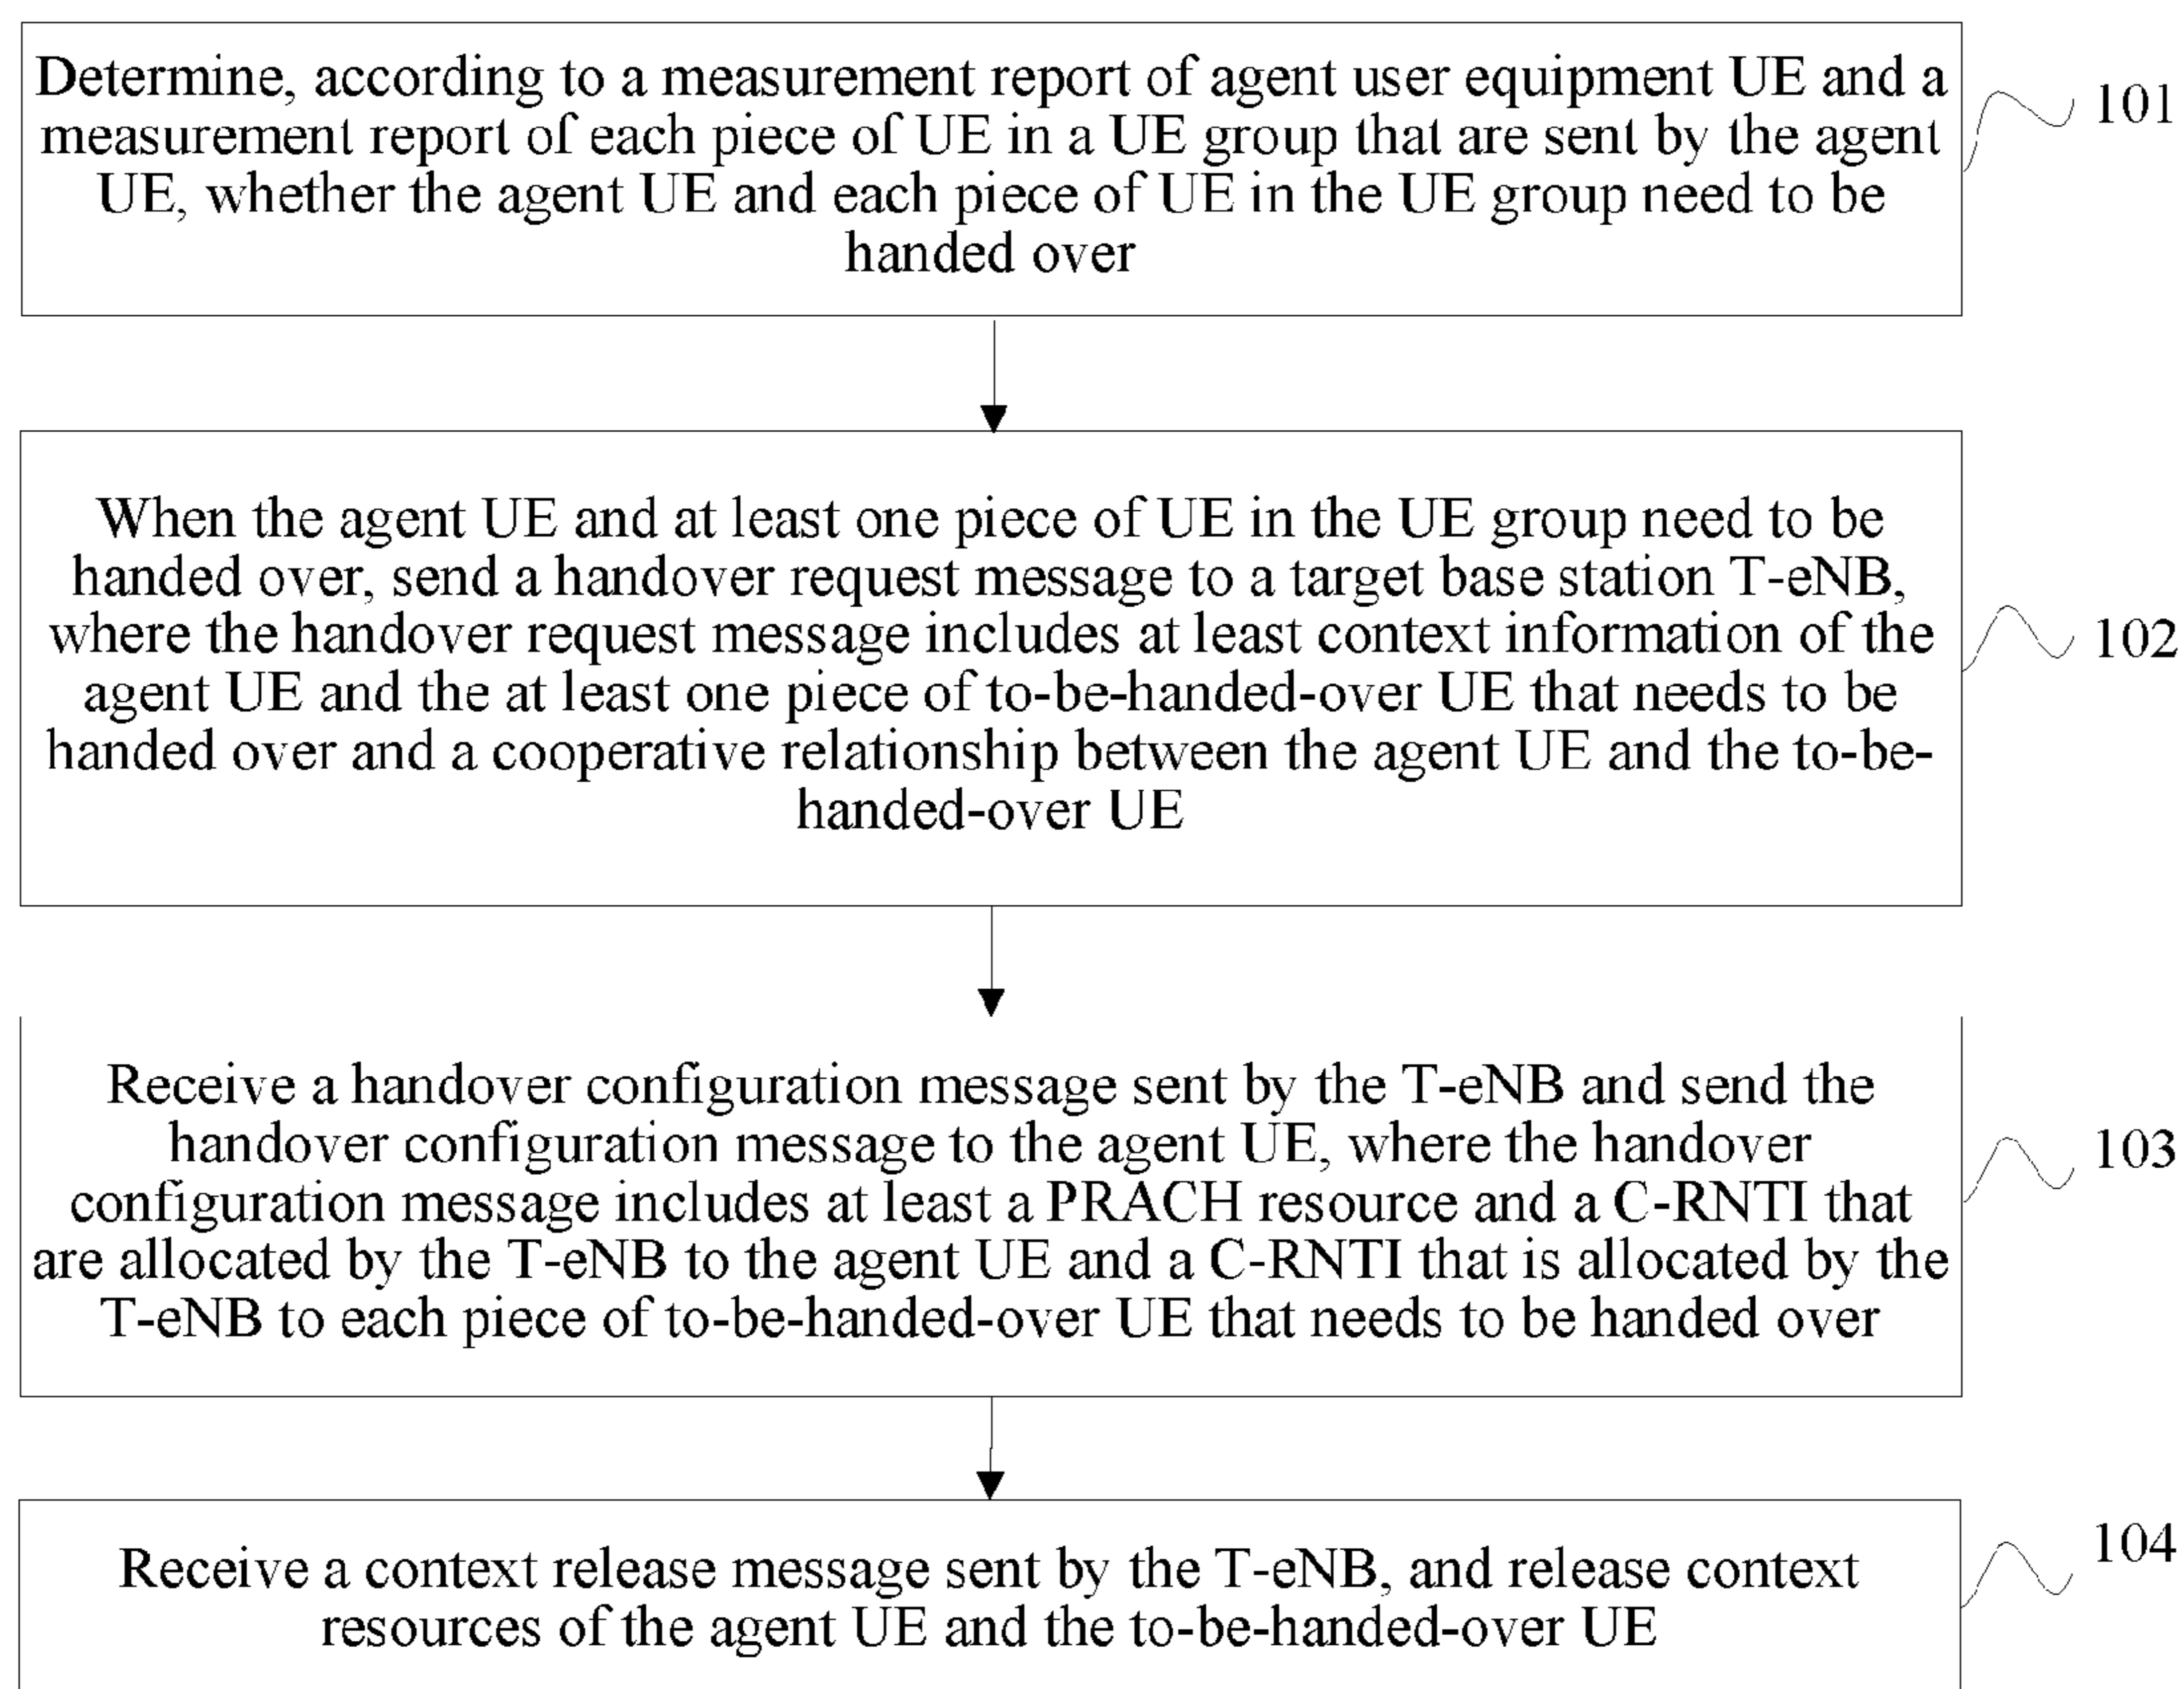 Determine, according to a measurement report of agent user equipment UE and a
measurement report of each piece of UE in a UE group that are sent by the agent
UE, whether the agent UE and each piece of UE in the UE group need to be
handed over
101
When the agent UE and at least one piece of UE in the UE group need to be
handed over, send a handover request message to a target base station T-eNB,
where the handover request message includes at least context information of the
agent UE and the at least one piece of to-be-handed-over UE that needs to be
handed over and a cooperative relationship between the agent UE and the to-be-
handed-over UE
102
Receive a handover configuration message sent by the T-eNB and send the
handover configuration message to the agent UE, where the handover
configuration message includes at least a PRACH resource and a C-RNTI that
are allocated by the T-eNB to the agent UE and a C-RNTI that is allocated by the
T-eNB to each piece of to-be-handed-over UE that needs to be handed over
103
Receive a context release message sent by the T-eNB, and release context
resources of the agent UE and the to-be-handed-over UE
104